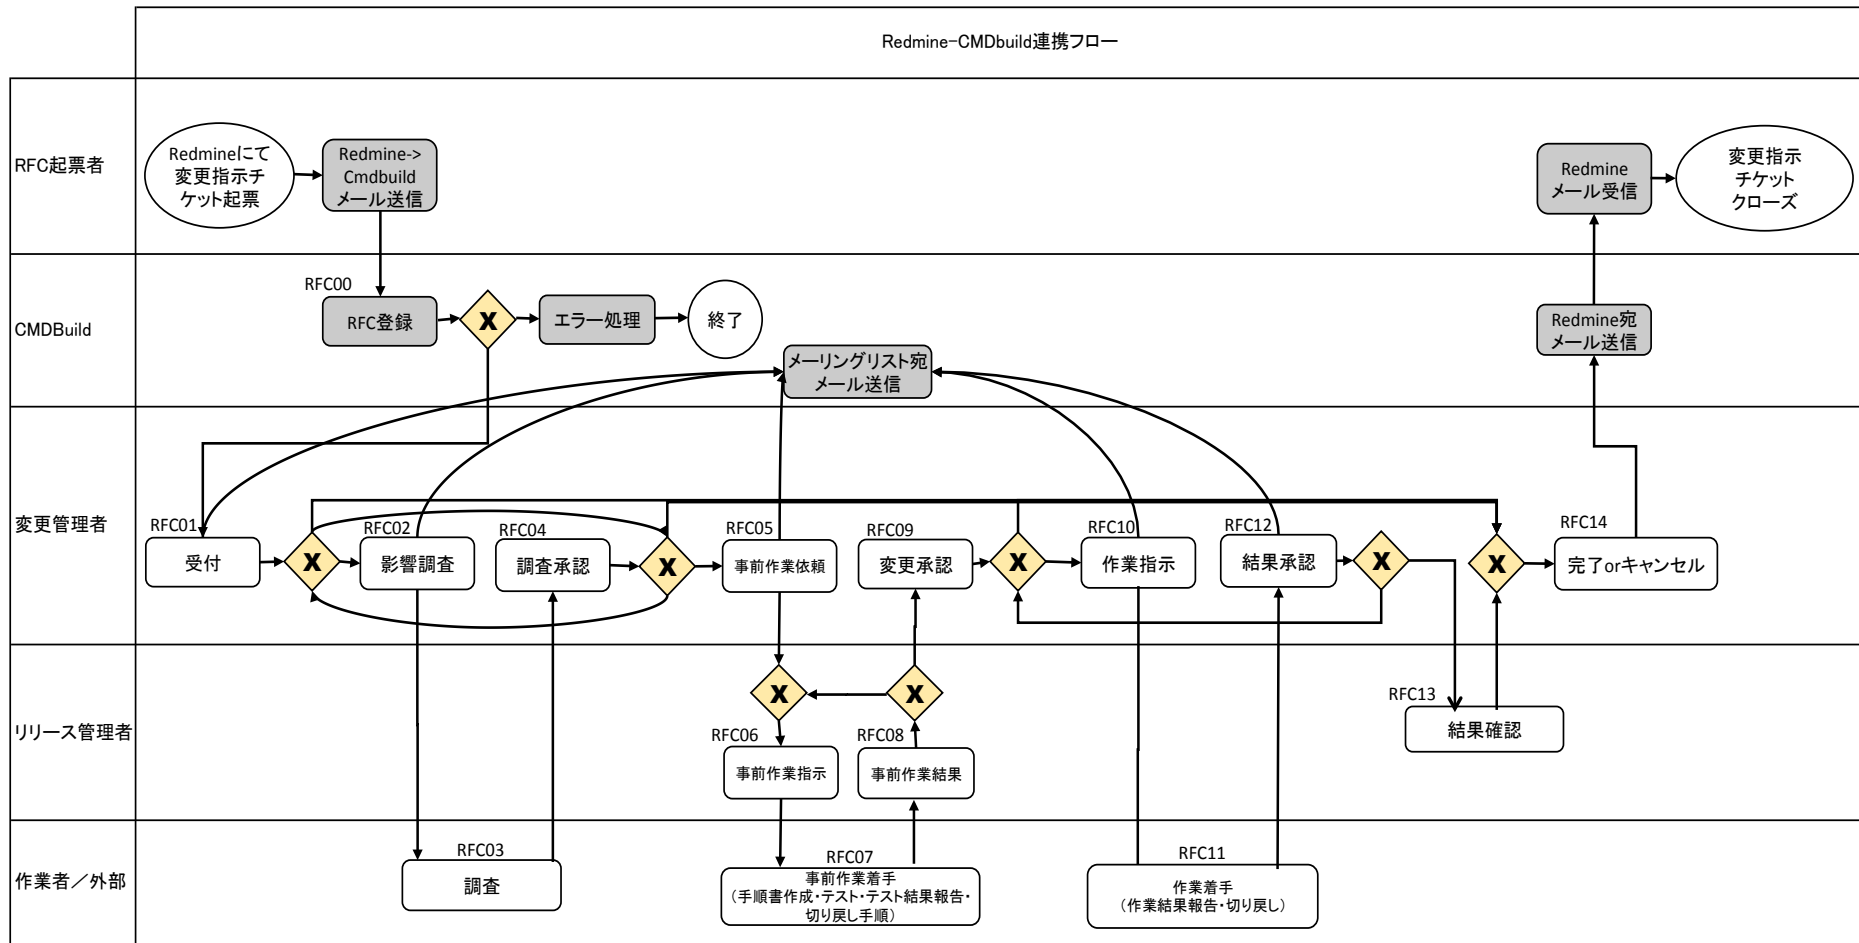 Redmine-CMDbuild連携フロー
RFC起票者
Redmineにて
変更指示チ
ケット起票
Redmine->
Cmdbuild
メール送信
Redmine
メール受信
変更指示
チケット
クローズ
CMDBuild
RFC00
RFC登録
X
エラー処理
終了
メーリングリスト宛
メール送信
Redmine宛
メール送信
変更管理者
RFC01
受付
X
RFC02
影響調査
RFC04
調査承認
X
RFC05
事前作業依頼
RFC09
変更承認
X
RFC10
作業指示
RFC12
結果承認
X
X
RFC14
完了orキャンセル
リリース管理者
X
X
RFC06
事前作業指示
RFC08
事前作業結果
RFC13
結果確認
作業者／外部
RFC03
調査
RFC07
事前作業着手
（手順書作成・テスト・テスト結果報告・
切り戻し手順）
RFC11
作業着手
（作業結果報告・切り戻し）